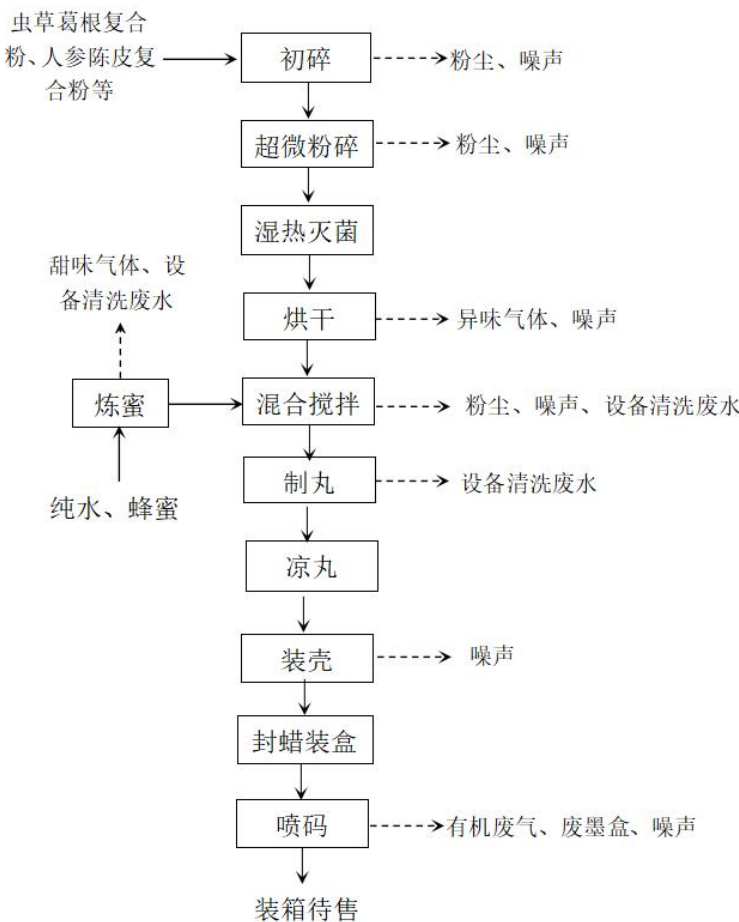 虫草葛根复合
粉、人参陈皮复
合粉等
初碎
粉尘、噪声
超微粉碎
粉尘、噪声
湿热灭菌
甜味气体、设
备清洗废水
烘干
异味气体、噪声
炼蜜
混合搅拌
粉尘、噪声、设备清洗废水
纯水、蜂蜜
制丸
设备清洗废水
凉丸
装壳
噪声
封蜡装盒
喷码
有机废气、废墨盒、噪声
装箱待售